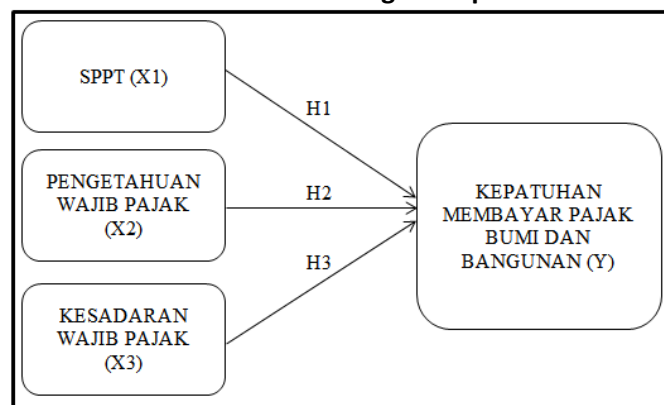 SPPT (X1)
H1
PENGETAHUAN
WAJIB PAJAK
(X2)
H2
KEPATUHAN
MEMBAYAR PAJAK
BUMI DAN
BANGUNAN (Y)
H3
KESADARAN
WAJIB PAJAK
(X3)